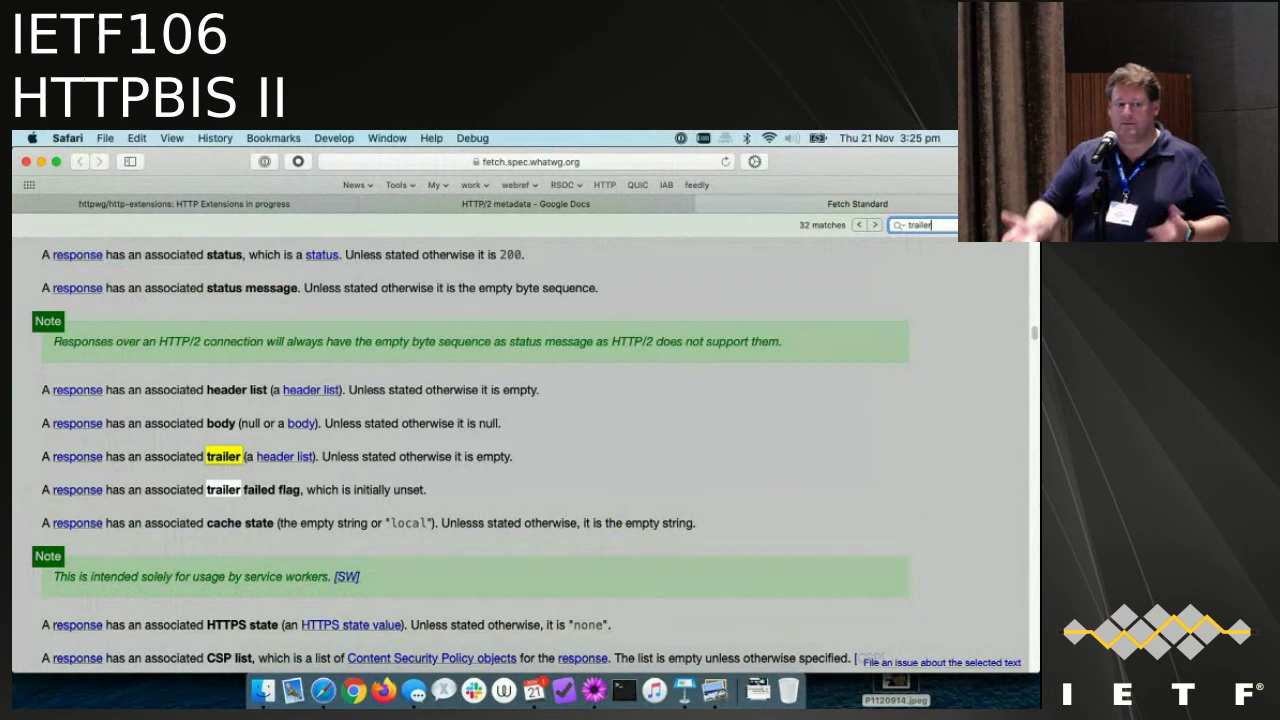 IETF106
HTTPBIS II
Safari File Edit View History Bookmarks Develop Window Help Debug Thu 21 Nov 3:25 pm
fetch.spec.whatwg.org
News Tools My work webref RSOC HTTP QUIC IAB feedly
httpwg/http-extensions: HTTP Extensions in progress HTTP/2 metadata - Google Docs Fetch Standard
32 matches trailer
A response has an associated status, which is a status. Unless stated otherwise it is 200.
A response has an associated status message. Unless stated otherwise it is the empty byte sequence.
Note
Responses over an HTTP/2 connection will always have the empty byte sequence as status message as HTTP/2 does not support them.
A response has an associated header list (a header list). Unless stated otherwise it is empty.
A response has an associated body (null or a body). Unless stated otherwise it is null.
A response has an associated trailer (a header list). Unless stated otherwise it is empty.
A response has an associated trailer failed flag, which is initially unset.
A response has an associated cache state (the empty string or "local"). Unlesss stated otherwise, it is the empty string.
Note
This is intended solely for usage by service workers. [SW]
A response has an associated HTTPS state (an HTTPS state value). Unless stated otherwise, it is "none".
A response has an associated CSP list, which is a list of Content Security Policy objects for the response. The list is empty unless otherwise specified. [
File an issue about the selected text
21
P1120914.jpeg
I E T F®